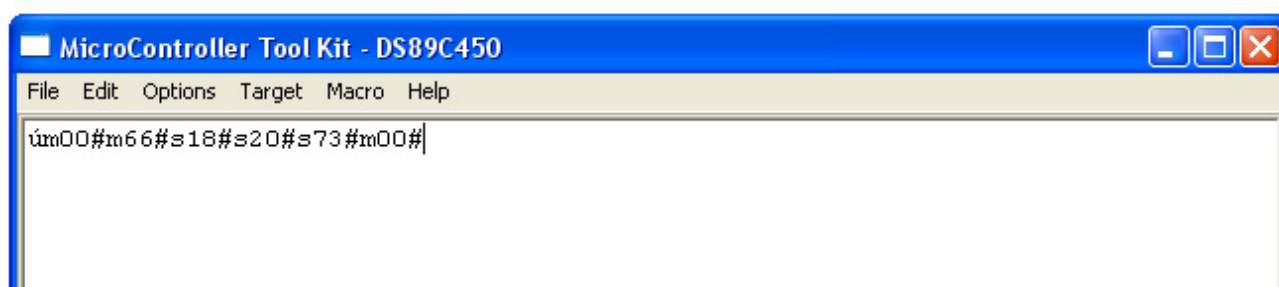 MicroController Tool Kit - DS89C450
File Edit Options Target Macro Help
úm00#m66#s18#s20#s73#m00#